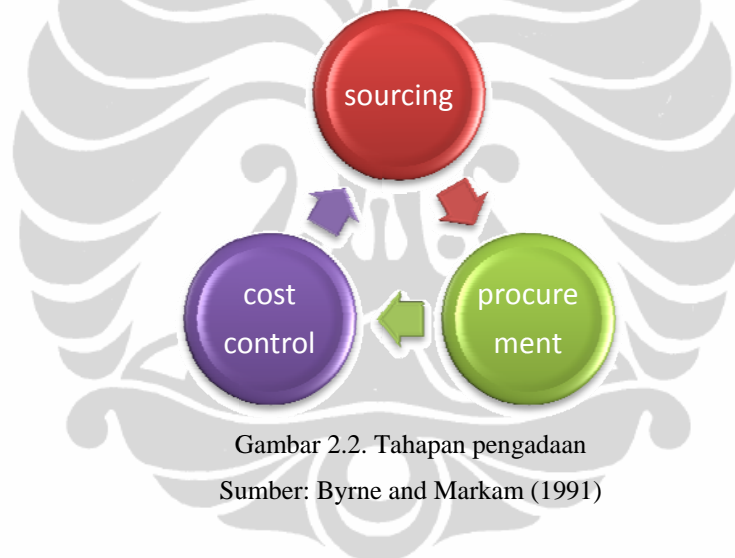 sourcing
cost
control
procure
ment
Gambar 2.2. Tahapan pengadaan
Sumber: Byrne and Markam (1991)